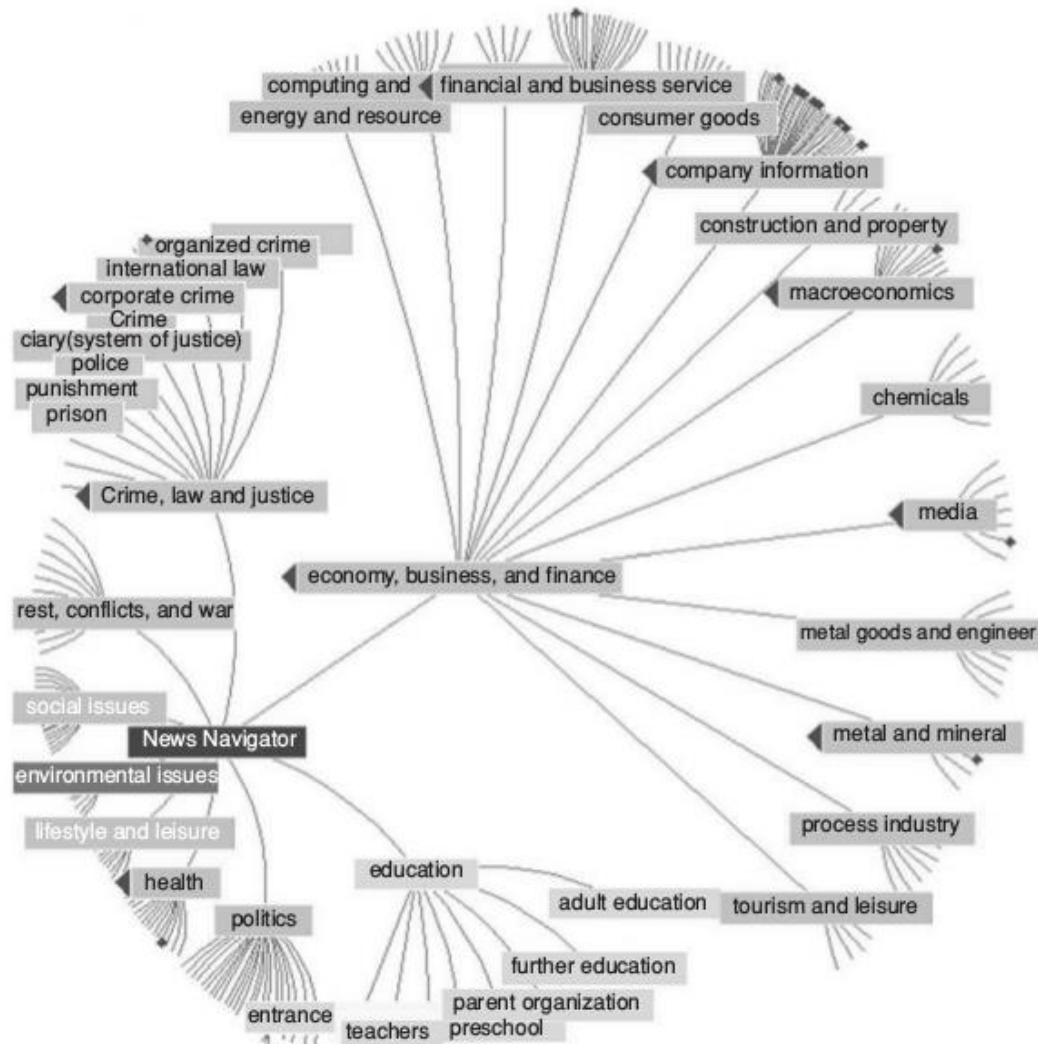 computing and
financial and business service
energy and resource
consumer goods
company information
construction and property
macroeconomics
organized crime
international law
corporate crime
Crime
ciary(system of justice)
police
punishment
prison
Crime, law and justice
chemicals
media
economy, business, and finance
rest, conflicts, and war
metal goods and engineer
social issues
News Navigator
metal and mineral
environmental issues
lifestyle and leisure
process industry
health
education
adult education
tourism and leisure
politics
further education
parent organization
entrance
teachers
preschool